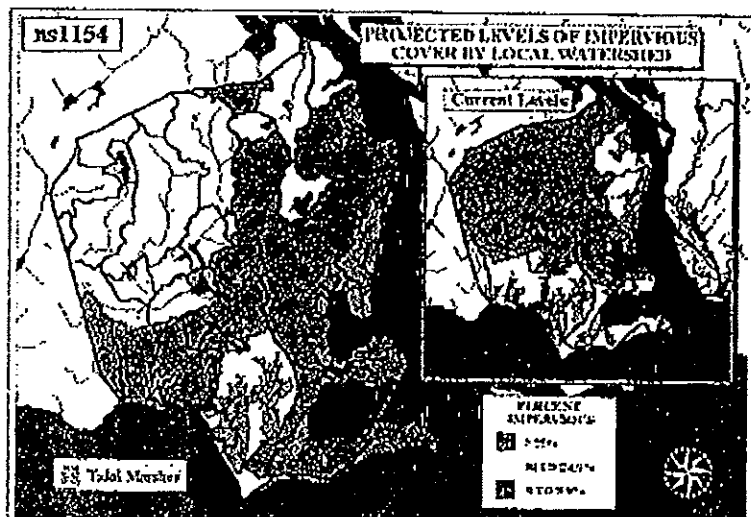 ns1154
PROJECTED LEVELS OF IMPERVIOUS
COVER BY LOCAL WATERSHED
Current Levels
PERCENT
IMPERVIOUS
Tidal Marshes